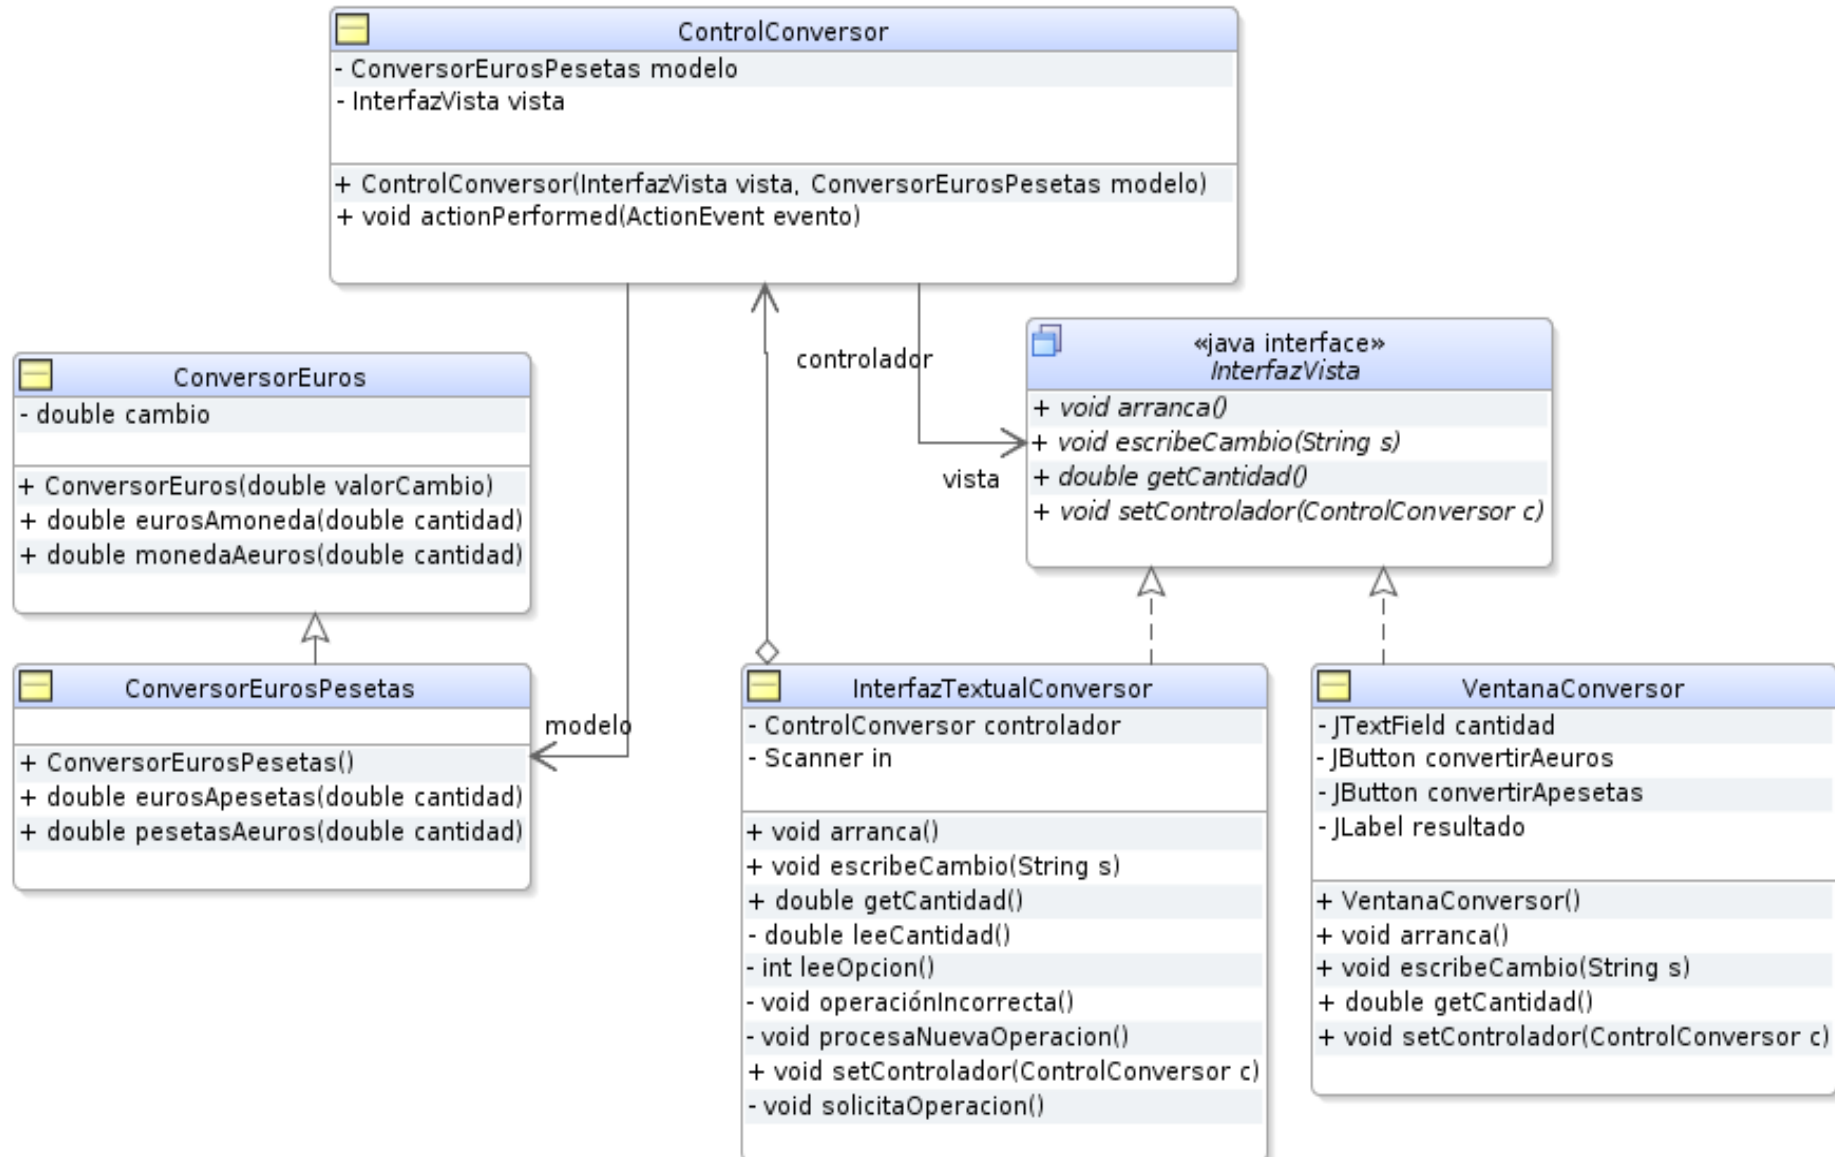 ControlConversor
- ConversorEurosPesetas modelo
- InterfazVista vista
+ ControlConversor(InterfazVista vista, ConversorEurosPesetas modelo)
+ void actionPerformed(ActionEvent evento)
controlador
vista
modelo
«java interface»
InterfazVista
+ void arranca()
+ void escribeCambio(String s)
+ double getCantidad()
+ void setControlador(ControlConversor c)
ConversorEuros
- double cambio
+ ConversorEuros(double valorCambio)
+ double eurosAmoneda(double cantidad)
+ double monedaAeuros(double cantidad)
ConversorEurosPesetas
+ ConversorEurosPesetas()
+ double eurosApesetas(double cantidad)
+ double pesetasAeuros(double cantidad)
InterfazTextualConversor
- ControlConversor controlador
- Scanner in
+ void arranca()
+ void escribeCambio(String s)
+ double getCantidad()
- double leeCantidad()
- int leeOpcion()
- void operaciónIncorrecta()
- void procesaNuevaOperacion()
+ void setControlador(ControlConversor c)
- void solicitaOperacion()
VentanaConversor
- JTextField cantidad
- JButton convertirAeuros
- JButton convertirApesetas
- JLabel resultado
+ VentanaConversor()
+ void arranca()
+ void escribeCambio(String s)
+ double getCantidad()
+ void setControlador(ControlConversor c)